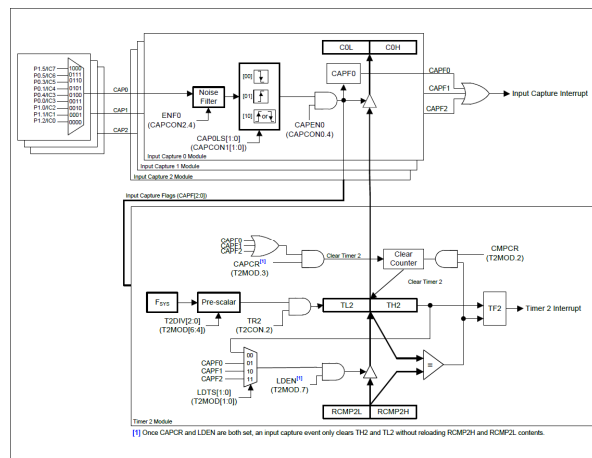 C0L C0H
P1.5/IC7 1000
P0.5/IC6 0111
P0.3/IC5 0110
P0.1/IC4 0101
P0.4/IC3 0100
P0.0/IC3 0011
P1.0/IC2 0010
P1.1/IC1 0001
P1.2/IC0 0000
CAP0
CAP1
CAP2
Noise
Filter
ENF0
(CAPCON2.4)
[00]
[01]
[10] or
CAP0LS[1:0]
(CAPCON1[1:0])
CAPEN0
(CAPCON0.4)
CAPF0
CAPF0
CAPF1
CAPF2
Input Capture Interrupt
Input Capture 0 Module
Input Capture 1 Module
Input Capture 2 Module
Input Capture Flags (CAPF[2:0])
CAPF0
CAPF1
CAPF2
CAPCR[1]
(T2MOD.3)
Clear Timer 2
Clear
Counter
CMPCR
(T2MOD.2)
Clear Timer 2
FSYS
Pre-scalar
T2DIV[2:0]
(T2MOD[6:4])
TR2
(T2CON.2)
TL2 TH2
TF2
Timer 2 Interrupt
00
CAPF0 01
CAPF1 10
CAPF2 11
LDTS[1:0]
(T2MOD[1:0])
LDEN[1]
(T2MOD.7)
=
RCMP2L RCMP2H
Timer 2 Module
[1] Once CAPCR and LDEN are both set, an input capture event only clears TH2 and TL2 without reloading RCMP2H and RCMP2L contents.